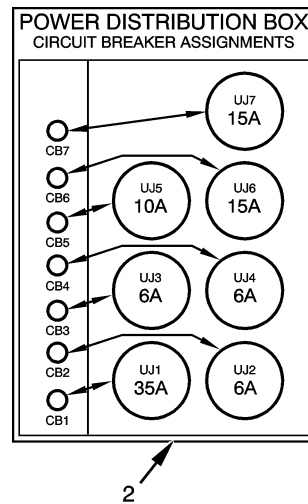 POWER DISTRIBUTION BOX
CIRCUIT BREAKER ASSIGNMENTS
UJ7
15A
CB7
CB6
UJ5
10A
UJ6
15A
CB5
CB4
UJ3
6A
UJ4
6A
CB3
CB2
UJ1
35A
UJ2
6A
CB1
2